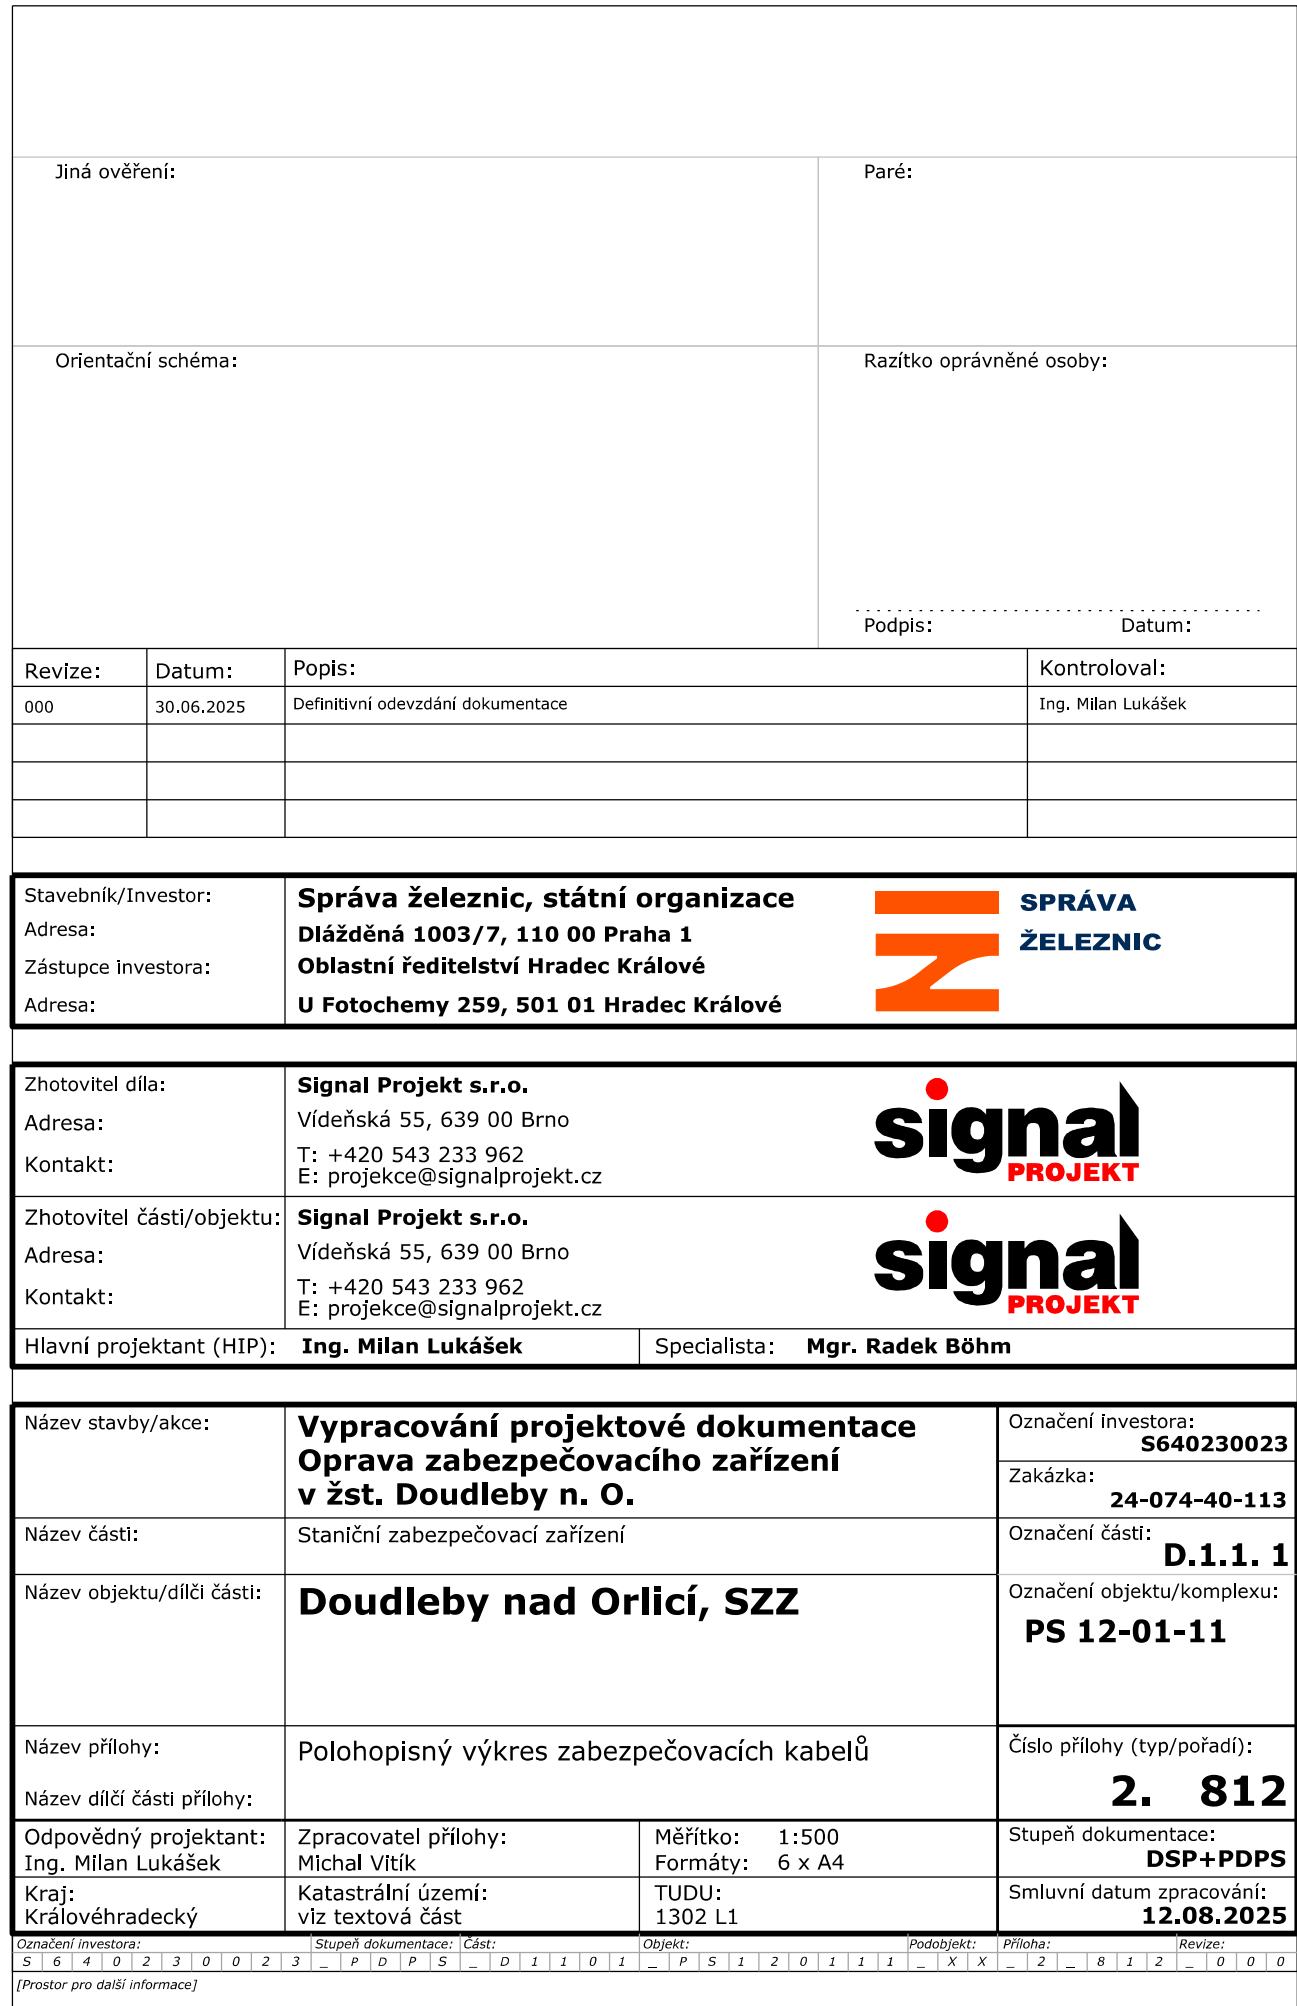 Jiná ověření: Paré:
Orientační schéma: Razítko oprávněné osoby:
Podpis: Datum:
Revize: Datum: Popis: Kontroloval:
000 30.06.2025 Definitivní odevzdání dokumentace Ing. Milan Lukášek
Stavebník/Investor: Správa železnic, státní organizace
Adresa: Dlážděná 1003/7, 110 00 Praha 1
Zástupce investora: Oblastní ředitelství Hradec Králové
Adresa: U Fotochemy 259, 501 01 Hradec Králové
SPRÁVA
ŽELEZNIC
Zhotovitel díla: Signal Projekt s.r.o.
Adresa: Vídeňská 55, 639 00 Brno
Kontakt: T: +420 543 233 962
E: projekce@signalprojekt.cz
signal
PROJEKT
Zhotovitel části/objektu: Signal Projekt s.r.o.
Adresa: Vídeňská 55, 639 00 Brno
Kontakt: T: +420 543 233 962
E: projekce@signalprojekt.cz
signal
PROJEKT
Hlavní projektant (HIP): Ing. Milan Lukášek Specialista: Mgr. Radek Böhm
Název stavby/akce: Vypracování projektové dokumentace
Oprava zabezpečovacího zařízení
v žst. Doudleby n. O.
Označení investora:
S640230023
Zakázka:
24-074-40-113
Název části: Staniční zabezpečovací zařízení
Označení části:
D.1.1. 1
Název objektu/dílči části: Doudleby nad Orlicí, SZZ
Označení objektu/komplexu:
PS 12-01-11
Název přílohy: Polohopisný výkres zabezpečovacích kabelů
Název dílčí části přílohy:
Číslo přílohy (typ/pořadí):
2. 812
Odpovědný projektant: Zpracovatel přílohy: Měřítko: 1:500 Stupeň dokumentace:
Ing. Milan Lukášek Michal Vitík Formáty: 6 x A4 DSP+PDPS
Kraj: Katastrální území: TUDU: Smluvní datum zpracování:
Královéhradecký viz textová část 1302 L1 12.08.2025
Označení investora: Stupeň dokumentace: Část: Objekt: Podobjekt: Příloha: Revize:
S 6 4 0 2 3 0 0 2 3 _ P D P S _ D 1 1 0 1 _ P S 1 2 0 1 1 1 _ X X _ 2 _ 8 1 2 _ 0 0 0
[Prostor pro další informace]